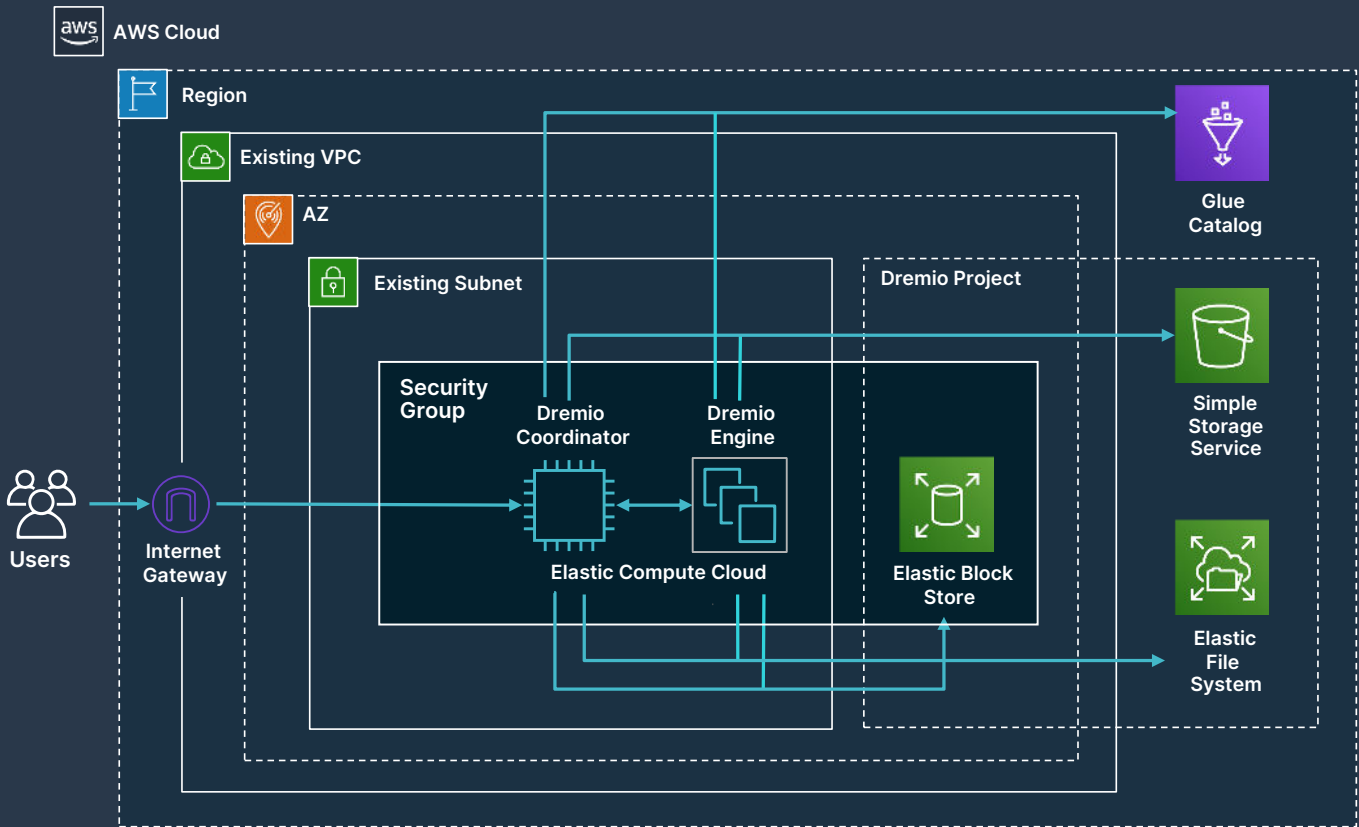 aws
AWS Cloud
Region
Existing VPC
AZ
Existing Subnet
Dremio Project
Glue
Catalog
Simple
Storage
Service
Security
Group
Dremio
Coordinator
Dremio
Engine
Users
Internet
Gateway
Elastic Compute Cloud
Elastic Block
Store
Elastic
File
System